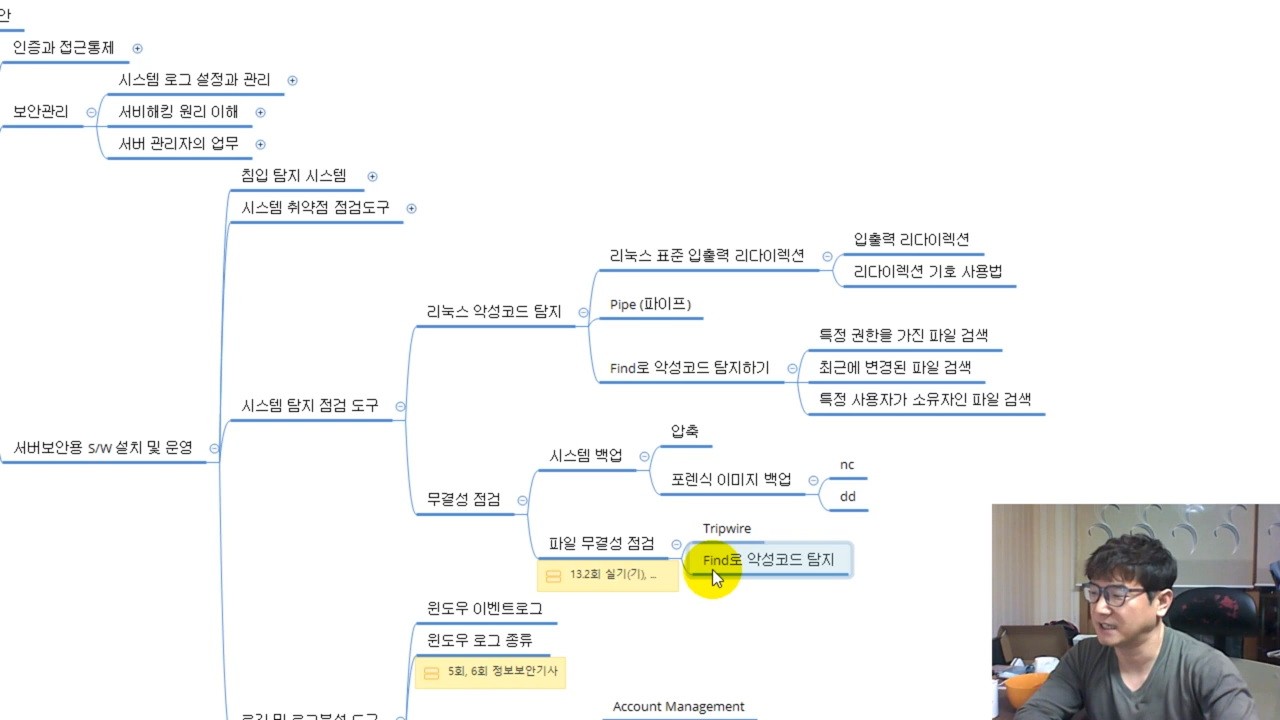 안
인증과 접근통제
시스템 로그 설정과 관리
보안관리
서비해킹 원리 이해
서버 관리자의 업무
침입 탐지 시스템
시스템 취약점 점검도구
입출력 리다이렉션
리눅스 표준 입출력 리다이렉션
리다이렉션 기호 사용법
Pipe (파이프)
리눅스 악성코드 탐지
특정 권한을 가진 파일 검색
Find로 악성코드 탐지하기
최근에 변경된 파일 검색
특정 사용자가 소유자인 파일 검색
시스템 탐지 점검 도구
서버보안용 S/W 설치 및 운영
압축
시스템 백업
포렌식 이미지 백업
nc
dd
무결성 점검
Tripwire
파일 무결성 점검
Find로 악성코드 탐지
13.2회 실기(기), ...
윈도우 이벤트로그
윈도우 로그 종류
5회, 6회 정보보안기사
로깅 및 로그분석 도구
Account Management